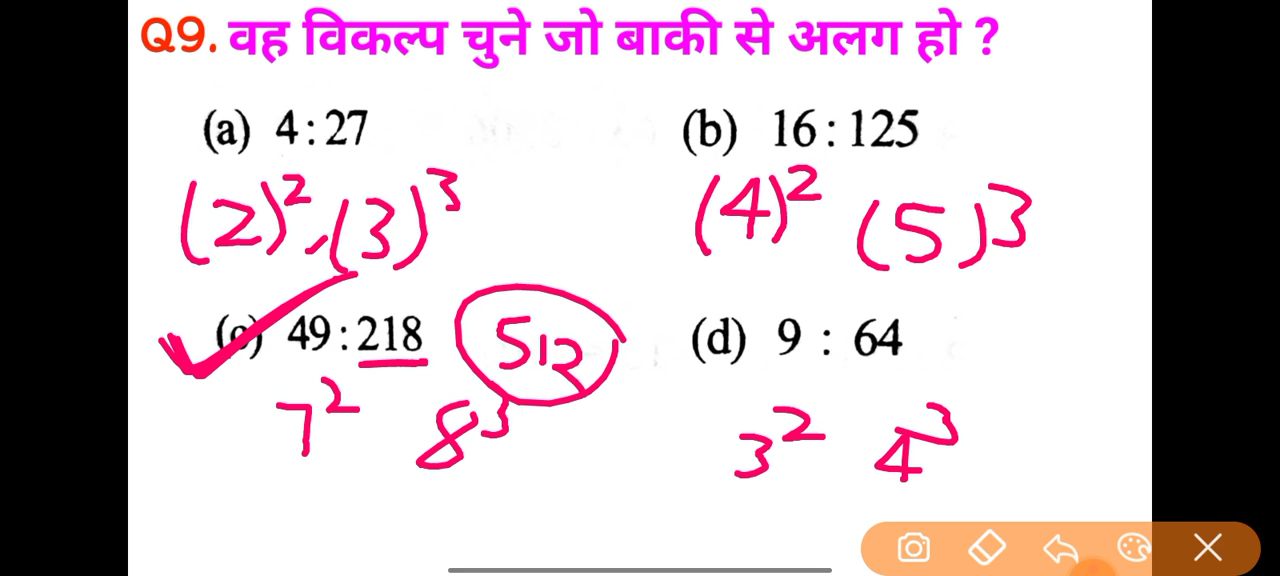 Q9. वह विकल्प चुने जो बाकी से अलग हो ?
(a) 4 : 27
(b) 16 : 125
(2)² , (3)³
(4)² (5)³
(c) 49 : 218
512
(d) 9 : 64
7² 8³
3² 4³